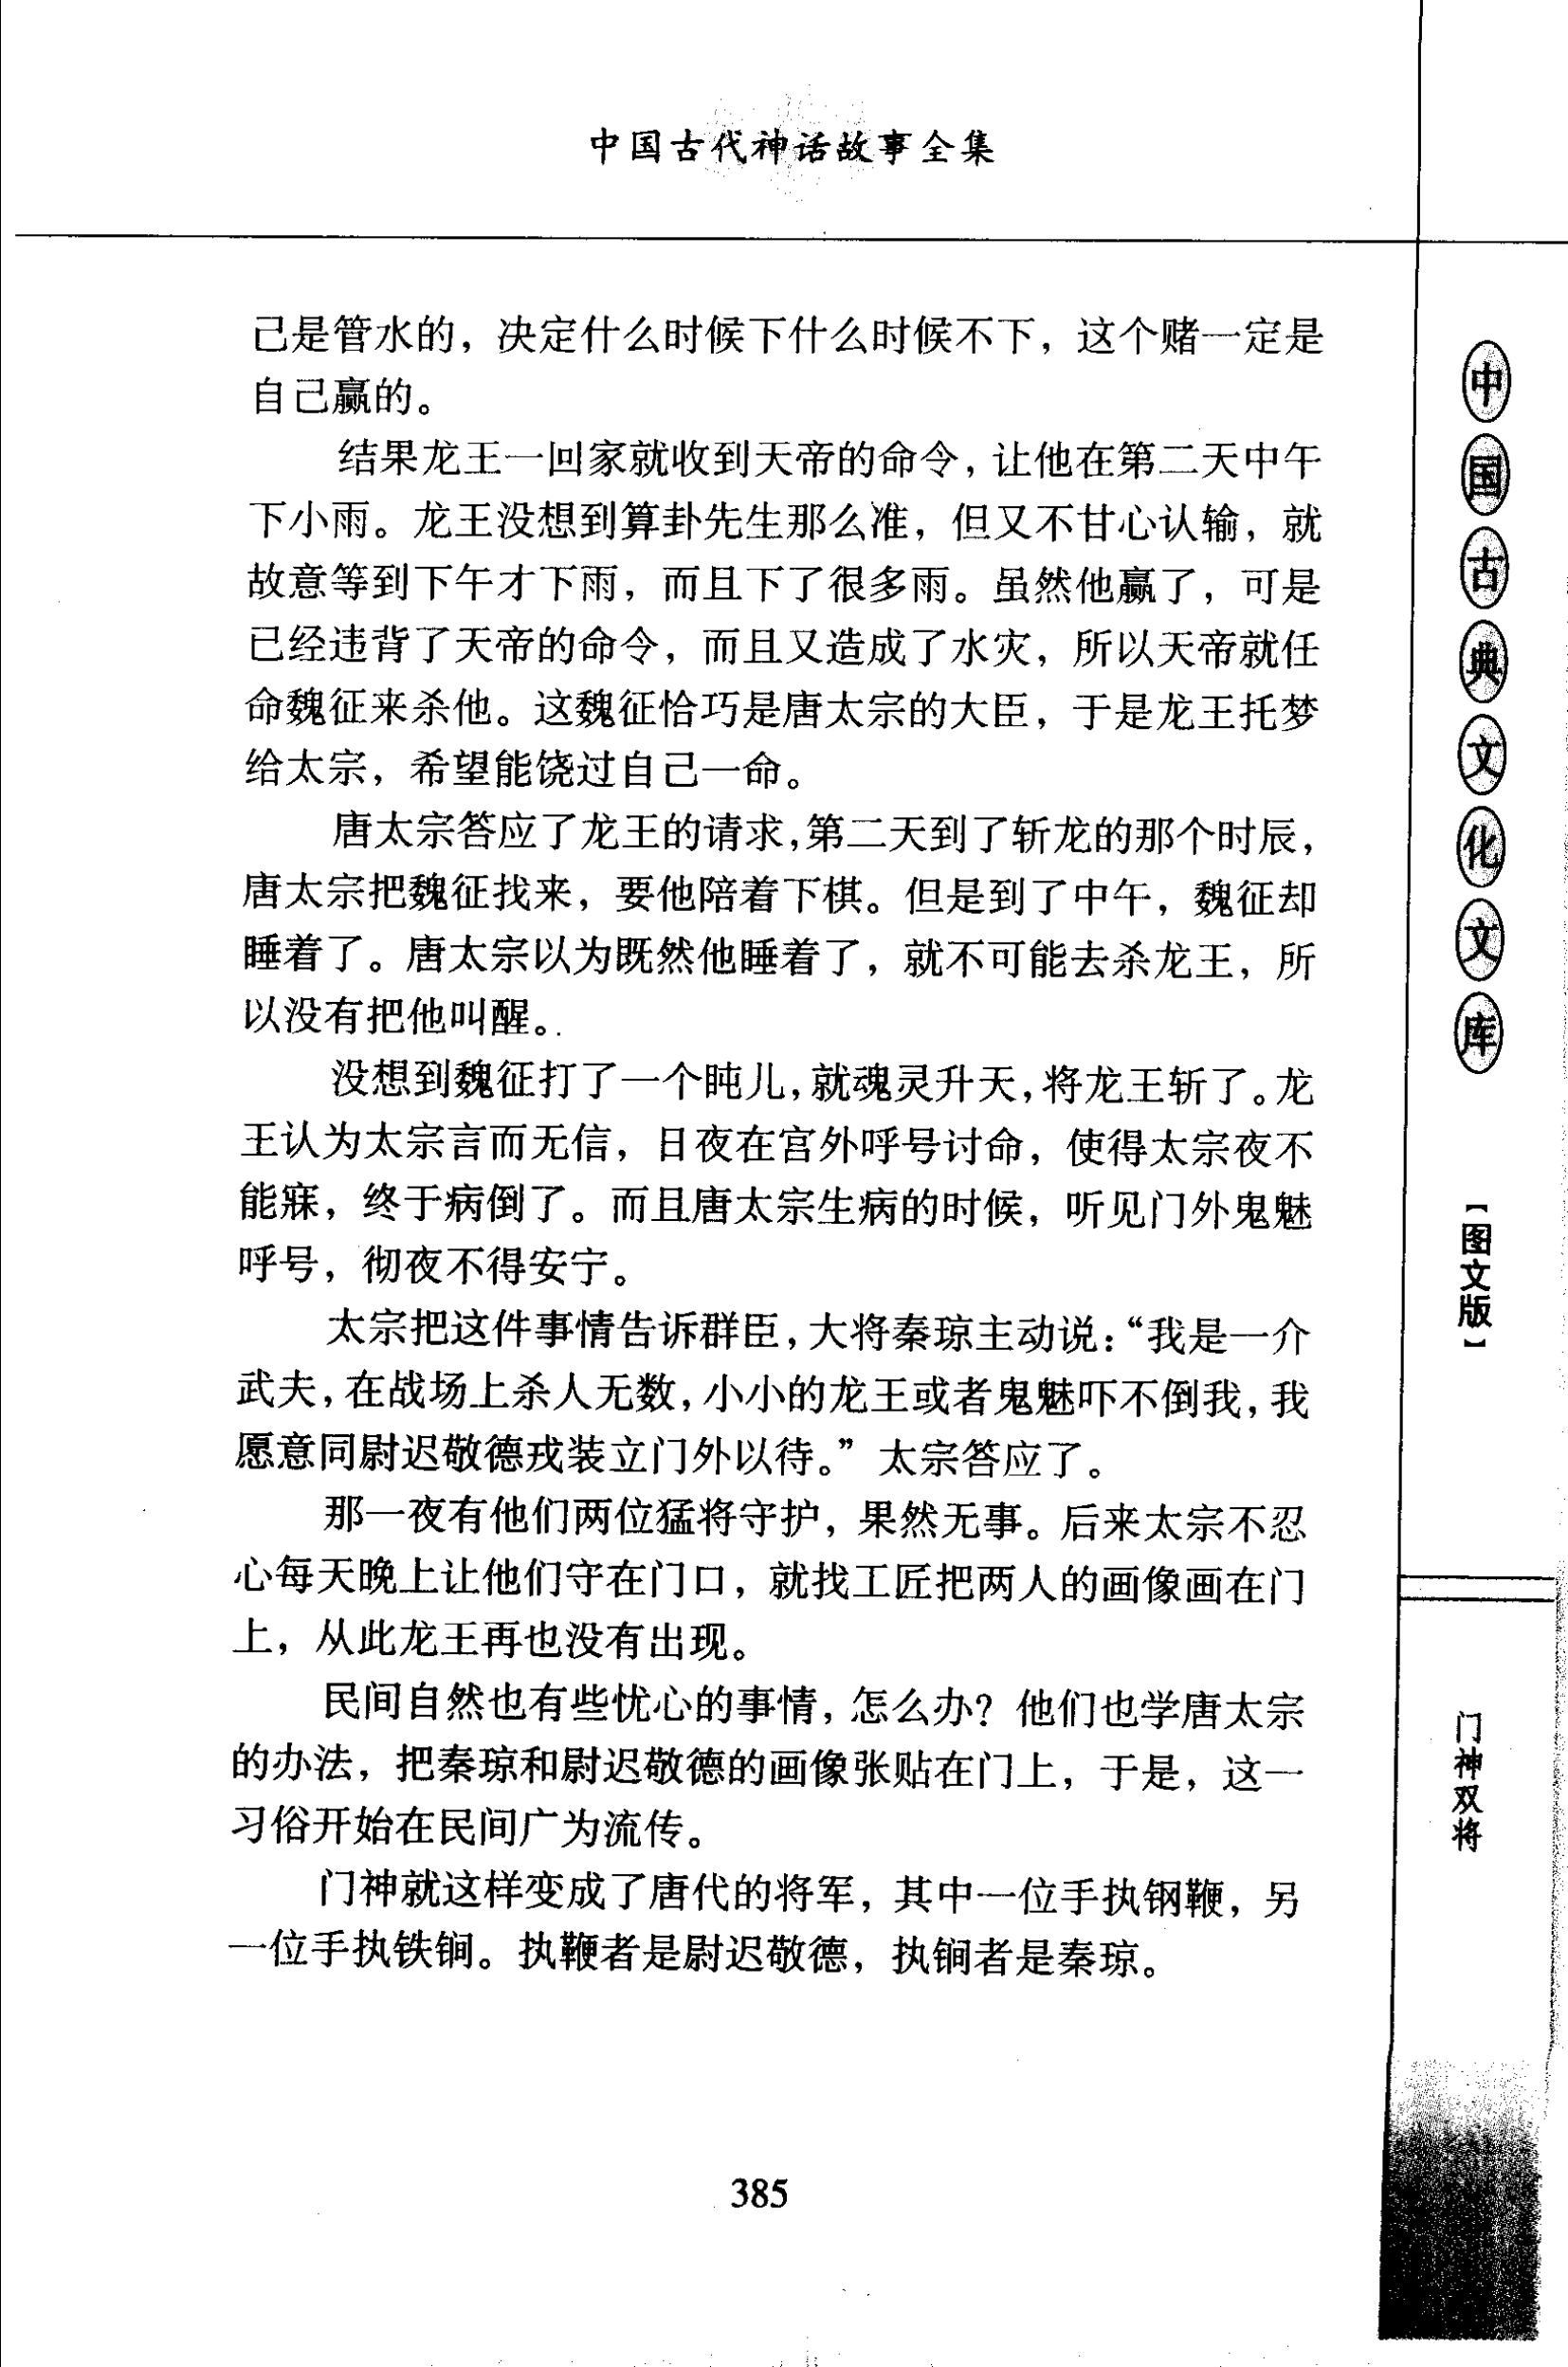 中国古代神话故事全集
己是管水的，决定什么时候下什么时候不下，这个赌一定是
自己赢的。
结果龙王一回家就收到天帝的命令，让他在第二天中午
下小雨。龙王没想到算卦先生那么准，但又不甘心认输，就
故意等到下午才下雨，而且下了很多雨。虽然他赢了，可是
已经违背了天帝的命令，而且又造成了水灾，所以天帝就任
命魏征来杀他。这魏征恰巧是唐太宗的大臣，于是龙王托梦
给太宗，希望能饶过自己一命。
唐太宗答应了龙王的请求，第二天到了斩龙的那个时辰，
唐太宗把魏征找来，要他陪着下棋。但是到了中午，魏征却
睡着了。唐太宗以为既然他睡着了，就不可能去杀龙王，所
以没有把他叫醒。
没想到魏征打了一个盹儿，就魂灵升天，将龙王斩了。龙
王认为太宗言而无信，日夜在宫外呼号讨命，使得太宗夜不
能寐，终于病倒了。而且唐太宗生病的时候，听见门外鬼魅
呼号，彻夜不得安宁。
太宗把这件事情告诉群臣，大将秦琼主动说：“我是一介
武夫，在战场上杀人无数，小小的龙王或者鬼魅吓不倒我，我
愿意同尉迟敬德戎装立门外以待。”太宗答应了。
那一夜有他们两位猛将守护，果然无事。后来太宗不忍
心每天晚上让他们守在门口，就找工匠把两人的画像画在门
上，从此龙王再也没有出现。
民间自然也有些忧心的事情，怎么办？他们也学唐太宗
的办法，把秦琼和尉迟敬德的画像张贴在门上，于是，这一
习俗开始在民间广为流传。
门神就这样变成了唐代的将军，其中一位手执钢鞭，另
一位手执铁锏。执鞭者是尉迟敬德，执锏者是秦琼。
中国古典文化文库
【图文版】
门神双将
385